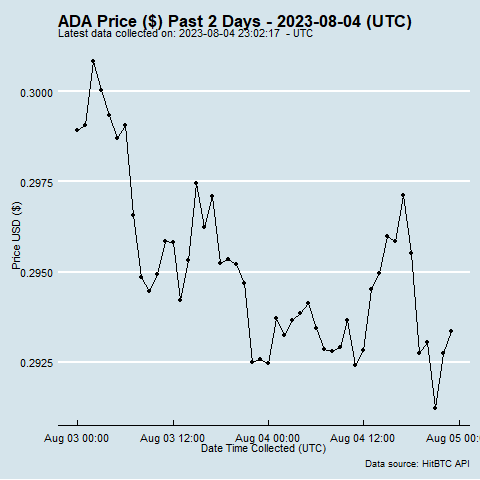 ADA Price ($) Past 2 Days - 2023-08-04 (UTC)
Latest data collected on: 2023-08-04 23:02:17 - UTC
Price USD ($)
0.3000
0.2975
0.2950
0.2925
Aug 03 00:00 Aug 03 12:00 Aug 04 00:00 Aug 04 12:00 Aug 05 00:00
Date Time Collected (UTC)
Data source: HitBTC API